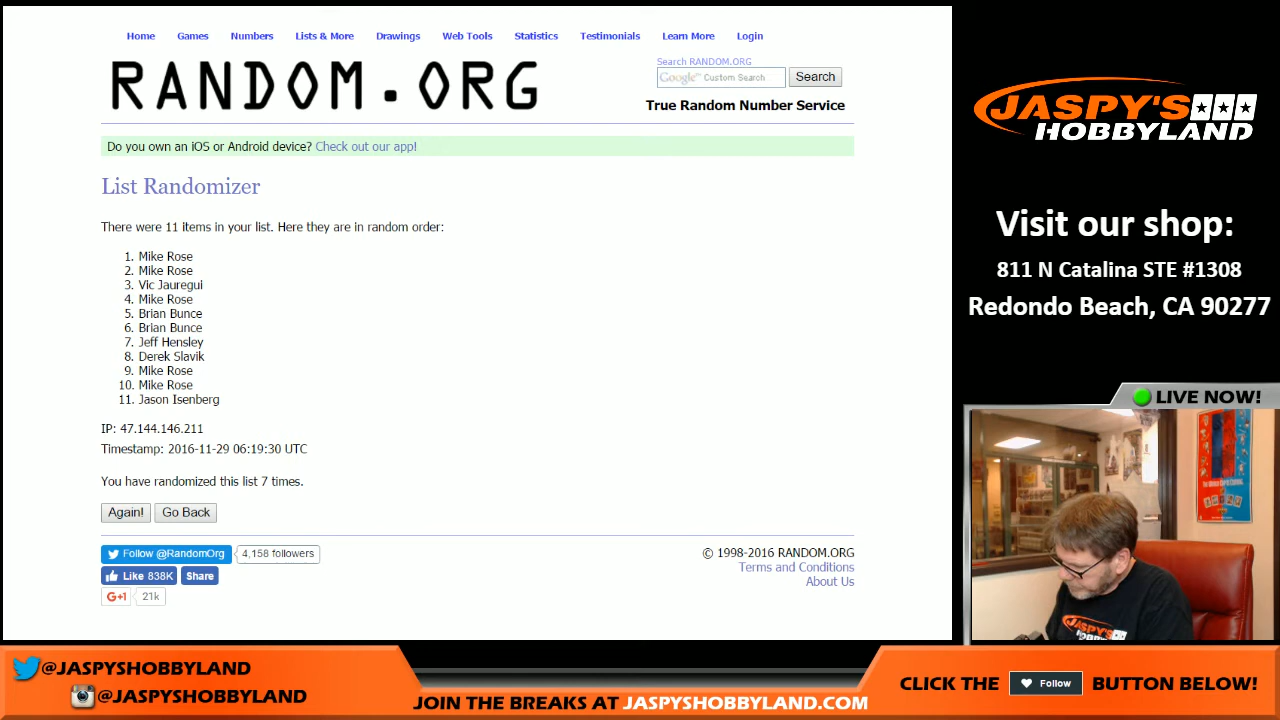 Home Games Numbers Lists & More Drawings Web Tools Statistics Testimonials Learn More Login
RANDOM.ORG
Search RANDOM.ORG
Google™ Custom Search Search
True Random Number Service
Do you own an iOS or Android device? Check out our app!
List Randomizer
There were 11 items in your list. Here they are in random order:
1. Mike Rose
2. Mike Rose
3. Vic Jauregui
4. Mike Rose
5. Brian Bunce
6. Brian Bunce
7. Jeff Hensley
8. Derek Slavik
9. Mike Rose
10. Mike Rose
11. Jason Isenberg
IP: 47.144.146.211
Timestamp: 2016-11-29 06:19:30 UTC
You have randomized this list 7 times.
Again! Go Back
Follow @RandomOrg 4,158 followers
Like 838K Share
G+1 21k
© 1998-2016 RANDOM.ORG
Terms and Conditions
About Us
JASPY'S
HOBBYLAND
Visit our shop:
811 N Catalina STE #1308
Redondo Beach, CA 90277
LIVE NOW!
JASPY'S
@JASPYSHOBBYLAND
@JASPYSHOBBYLAND
JOIN THE BREAKS AT JASPYSHOBBYLAND.COM
CLICK THE Follow BUTTON BELOW!